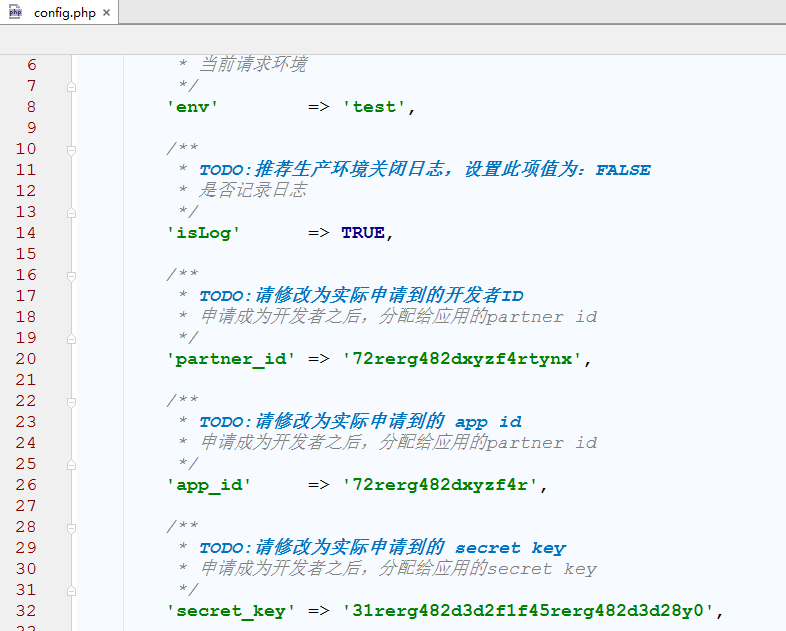 config.php ×
6 * 当前请求环境
7 */
8 'env' => 'test',
9
10 /**
11 * TODO:推荐生产环境关闭日志，设置此项值为：FALSE
12 * 是否记录日志
13 */
14 'isLog' => TRUE,
15
16 /**
17 * TODO:请修改为实际申请到的开发者ID
18 * 申请成为开发者之后，分配给应用的partner id
19 */
20 'partner_id' => '72rerg482dxyzf4rtynx',
21
22 /**
23 * TODO:请修改为实际申请到的 app id
24 * 申请成为开发者之后，分配给应用的partner id
25 */
26 'app_id' => '72rerg482dxyzf4r',
27
28 /**
29 * TODO:请修改为实际申请到的 secret key
30 * 申请成为开发者之后，分配给应用的secret key
31 */
32 'secret_key' => '31rerg482d3d2f1f45rerg482d3d28y0',